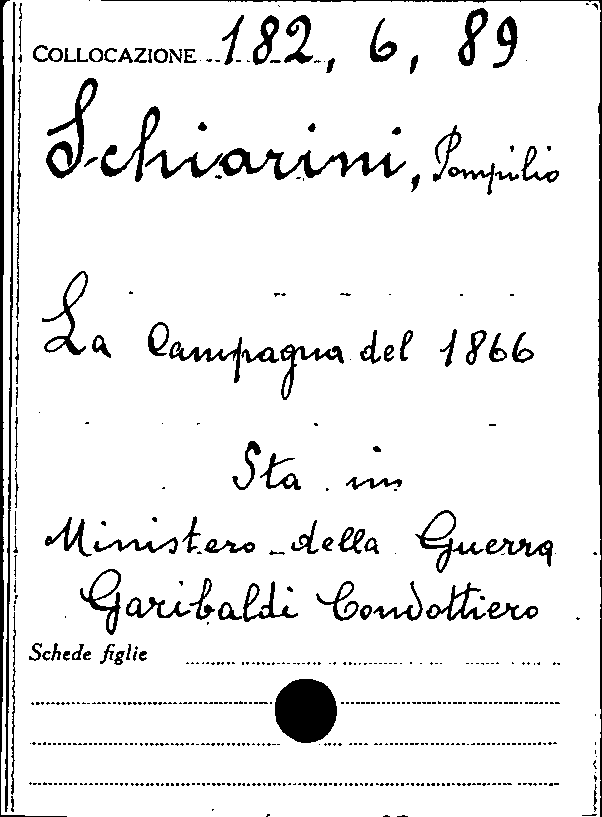 COLLOCAZIONE 182, 6, 89
Schiarini, Pompilio
La Campagna del 1866
Sta in
Ministero della Guerra
Garibaldi Condottiero
Schede figlie